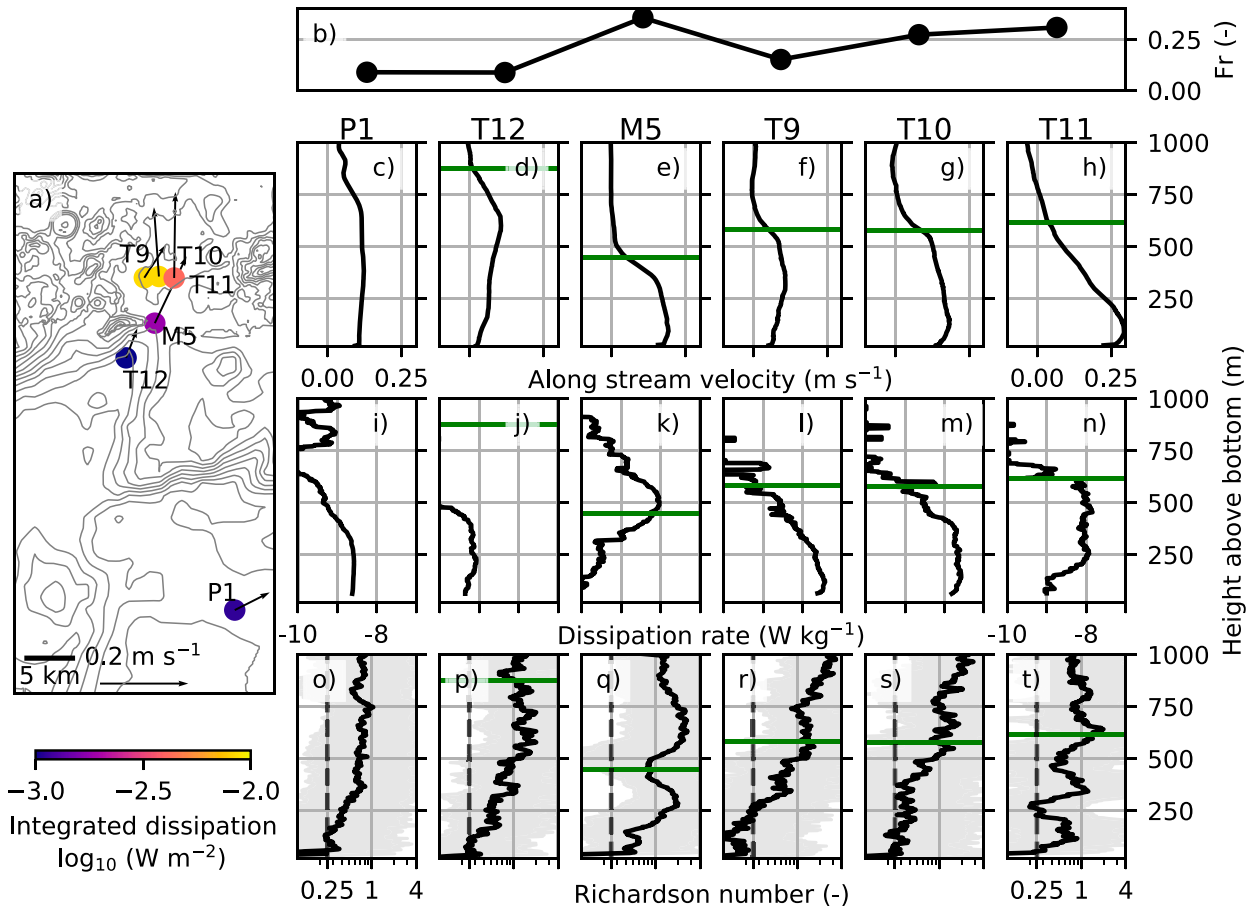 b)
0.25
0.00
Fr (-)
P1 T12 M5 T9 T10 T11
c) d) e) f) g) h)
1000
750
500
250
0.00 0.25 Along stream velocity (m s⁻¹) 0.00 0.25
a)
T9
T10
T11
M5
T12
P1
0.2 m s⁻¹
5 km
i) j) k) l) m) n)
1000
750
500
250
Height above bottom (m)
-10 -8 Dissipation rate (W kg⁻¹) -10 -8
o) p) q) r) s) t)
1000
750
500
250
0.25 1 4 Richardson number (-) 0.25 1 4
−3.0 −2.5 −2.0
Integrated dissipation
log₁₀ (W m⁻²)